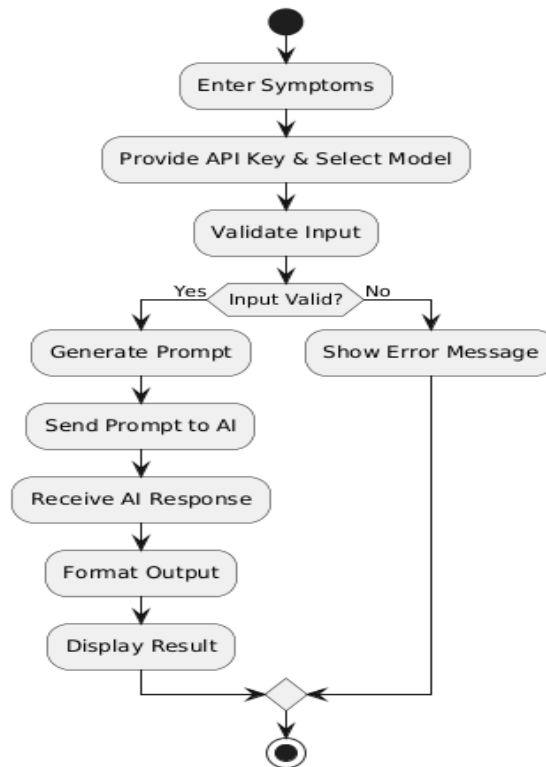 Enter Symptoms
Provide API Key & Select Model
Validate Input
Yes
Input Valid?
No
Generate Prompt
Show Error Message
Send Prompt to AI
Receive AI Response
Format Output
Display Result